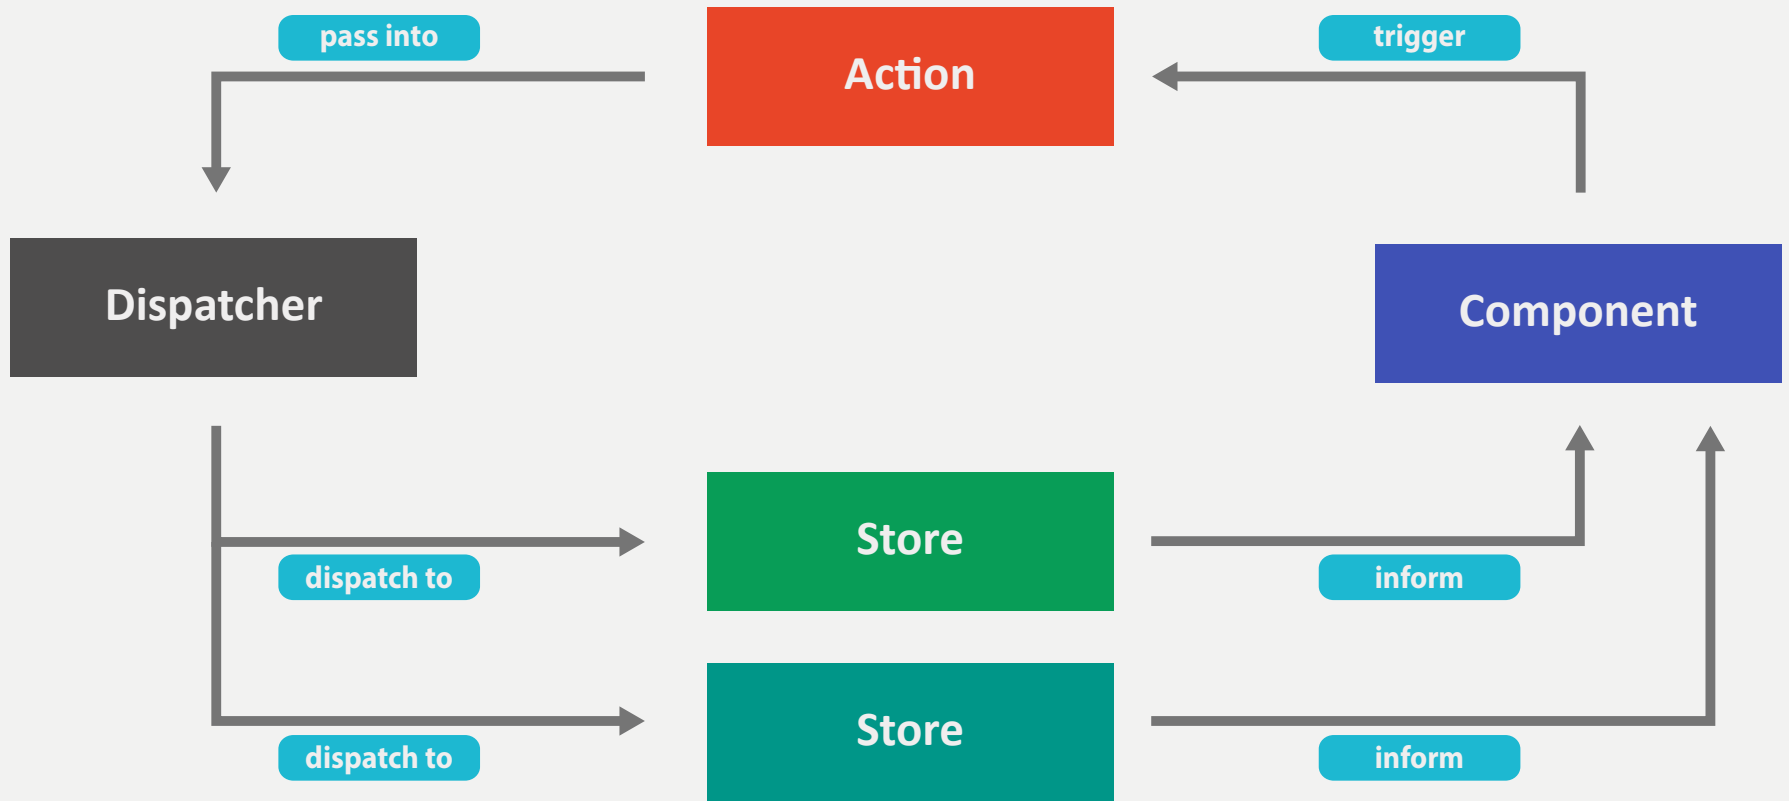 pass into
Action
trigger
Dispatcher
Component
Store
dispatch to
inform
Store
dispatch to
inform